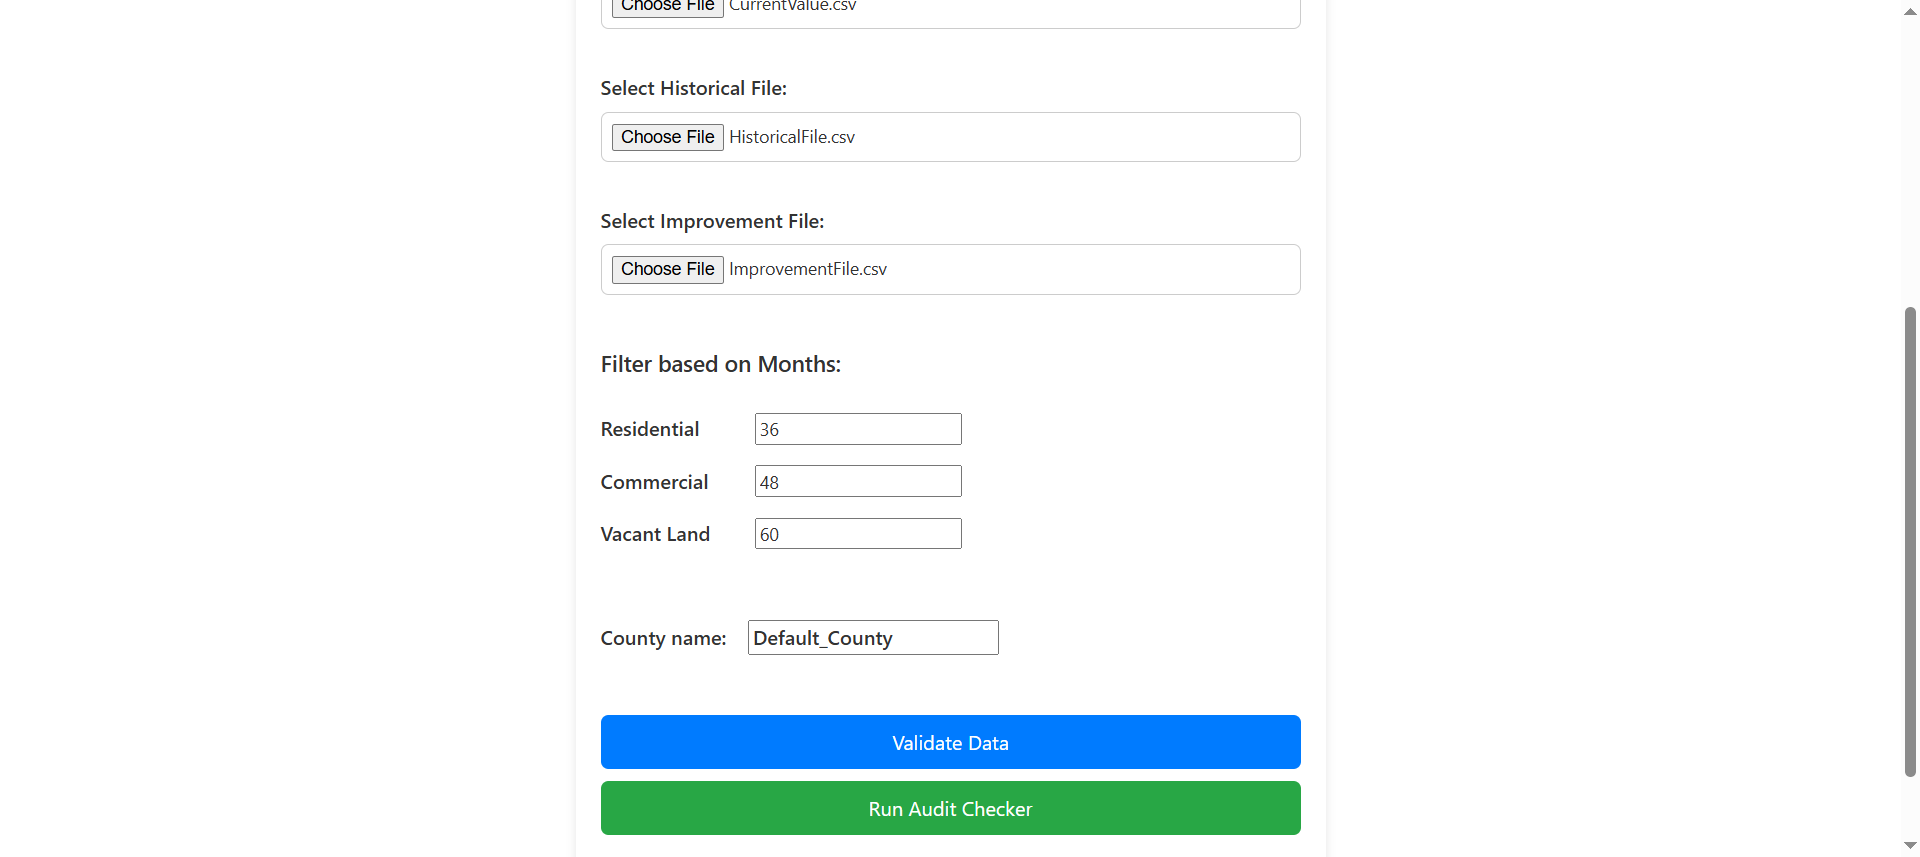 Choose File CurrentValue.csv
Select Historical File:
Choose File HistoricalFile.csv
Select Improvement File:
Choose File ImprovementFile.csv
Filter based on Months:
Residential 36
Commercial 48
Vacant Land 60
County name: Default_County
Validate Data
Run Audit Checker